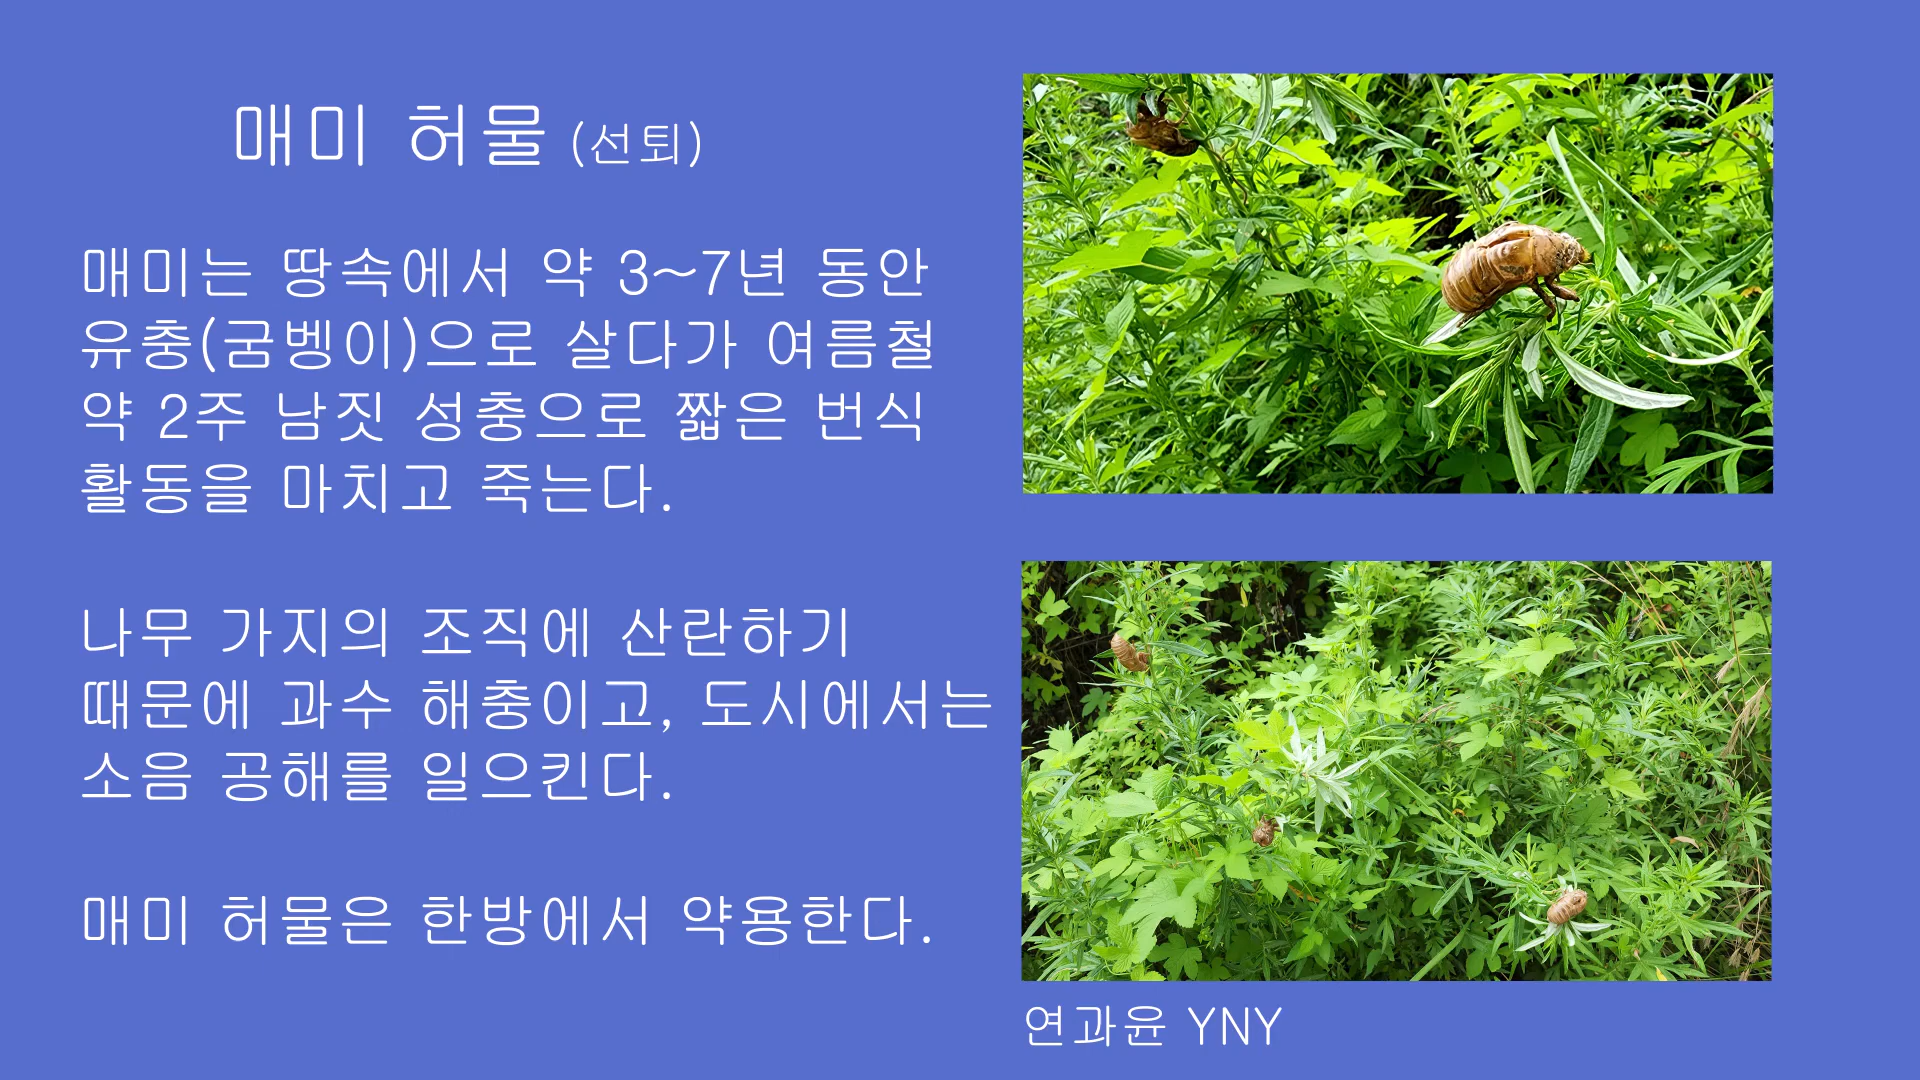 매미 허물 (선퇴)
매미는 땅속에서 약 3~7년 동안
유충(굼벵이)으로 살다가 여름철
약 2주 남짓 성충으로 짧은 번식
활동을 마치고 죽는다.
나무 가지의 조직에 산란하기
때문에 과수 해충이고, 도시에서는
소음 공해를 일으킨다.
매미 허물은 한방에서 약용한다.
연과윤 YNY